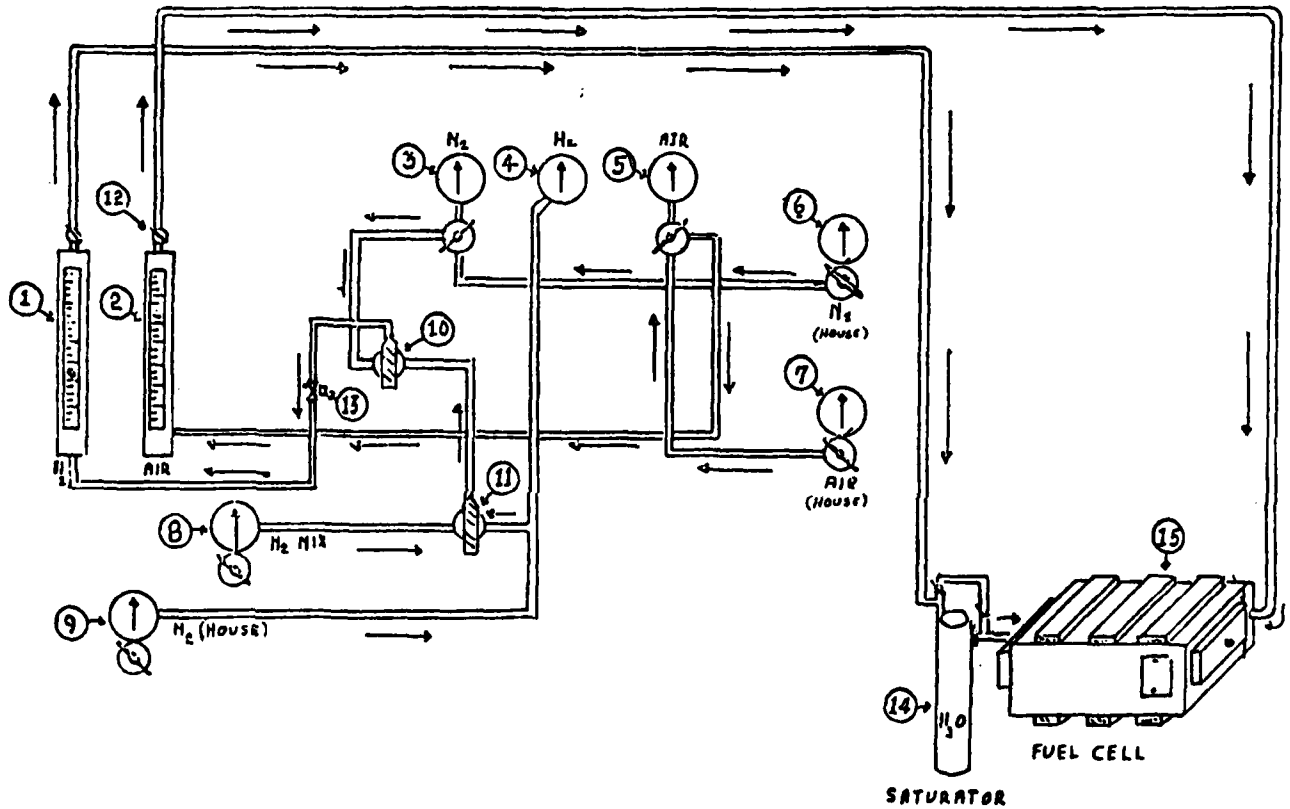 N2
H2
AIR
3
4
5
6
12
1
2
N2
(HOUSE)
10
7
13
H2
AIR
11
AIR
(HOUSE)
8
H2 MIX
15
9
H2 (HOUSE)
14
H2O
FUEL CELL
SATURATOR